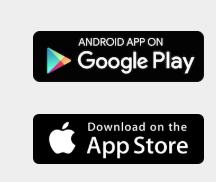 ANDROID APP ON
Google Play
Download on the
App Store